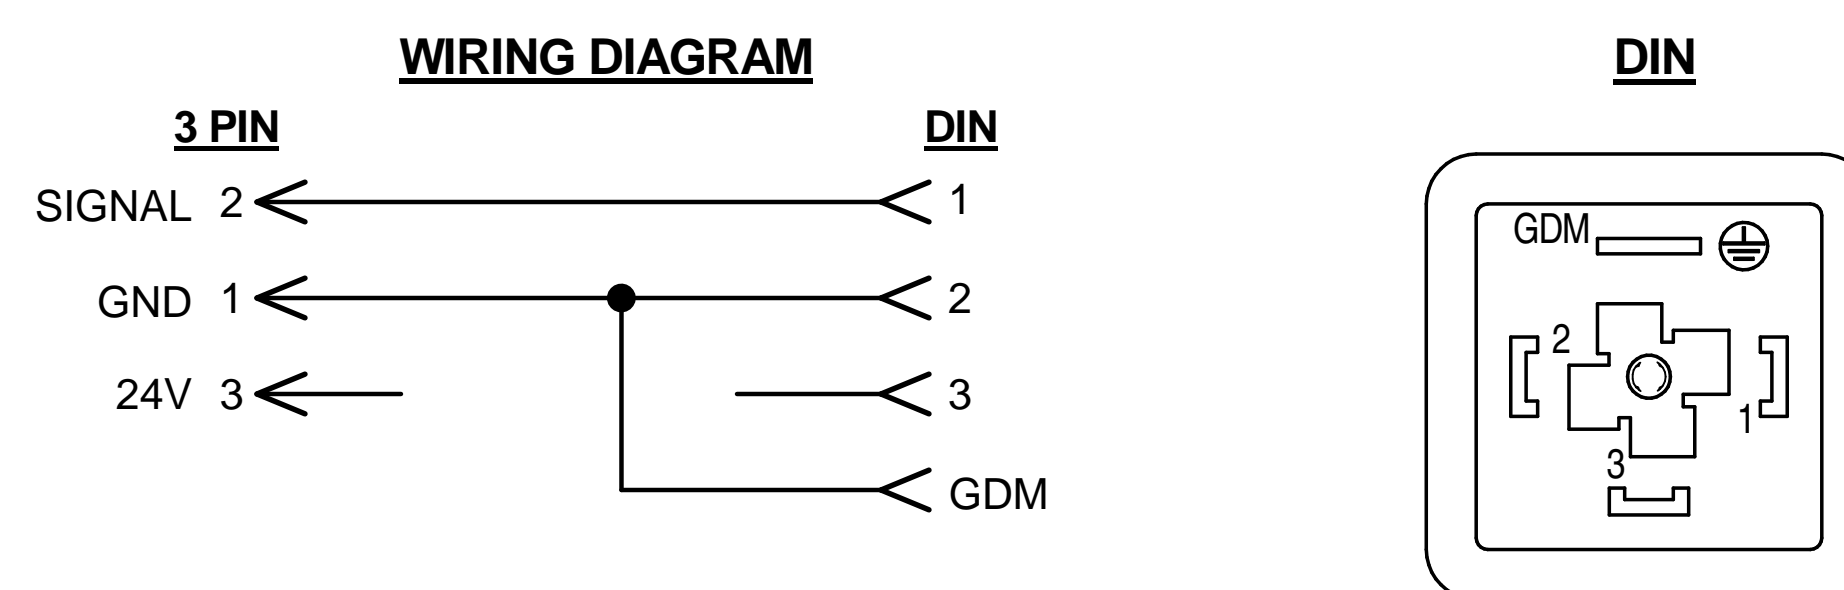 WIRING DIAGRAM
3 PIN
DIN
SIGNAL 2
1
GND 1
2
24V 3
3
GDM
DIN
GDM
2
1
3